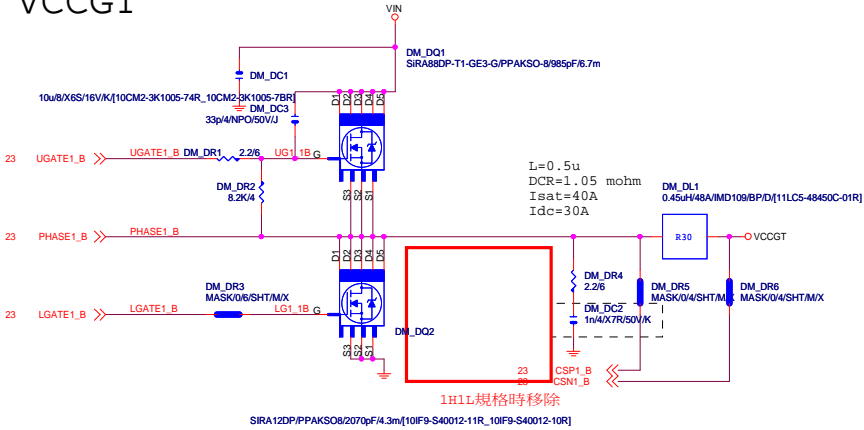 VCCGT
VIN
DM_DQ1
SiRA88DP-T1-GE3-G/PPAKSO-8/985pF/6.7m
DM_DC1
10u/8/X6S/16V/K/[10CM2-3K1005-74R_10CM2-3K1005-7BR]
DM_DC3
33p/4/NPO/50V/J
D1 D2 D3 D4 D5
23 UGATE1_B UGATE1_B DM_DR1 2.2/6 UG1_1B G
DM_DR2
8.2K/4
S3 S2 S1
L=0.5u
DCR=1.05 mohm
Isat=40A
Idc=30A
DM_DL1
0.45uH/48A/IMD109/BP/D/[11LC5-48450C-01R]
23 PHASE1_B PHASE1_B
R30
VCCGT
D1 D2 D3 D4 D5
DM_DR3
MASK/0/6/SHT/M/X
DM_DR4
2.2/6
DM_DR5
MASK/0/4/SHT/M/X
DM_DR6
MASK/0/4/SHT/M/X
23 LGATE1_B LGATE1_B LG1_1B G
DM_DC2
1n/4/X7R/50V/K
DM_DQ2
S3 S2 S1
23 CSP1_B
23 CSN1_B
1H1L規格時移除
SIRA12DP/PPAKSO8/2070pF/4.3m/[10IF9-S40012-11R_10IF9-S40012-10R]